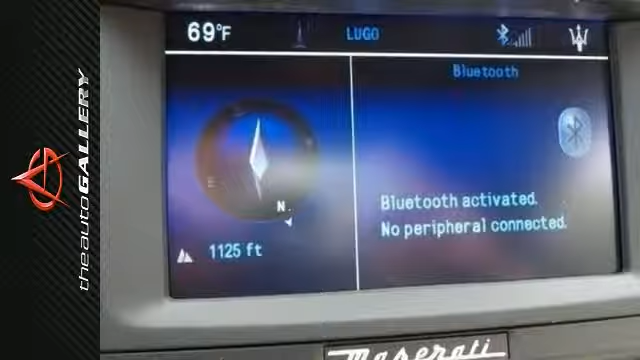 theautoGALLERY
69°F
LUGO
Bluetooth
E
N
1125 ft
Bluetooth activated.
No peripheral connected.
Maserati